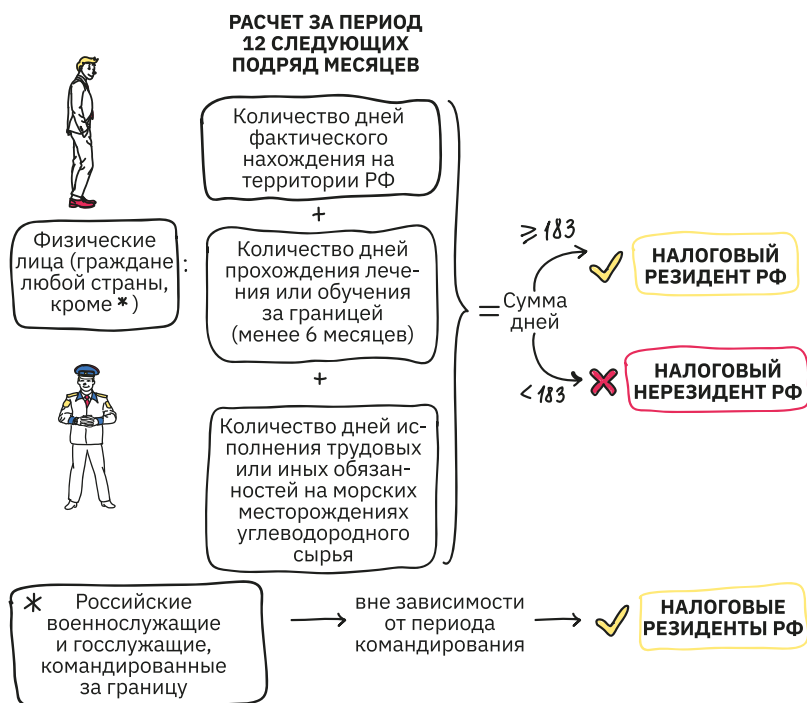 РАСЧЕТ ЗА ПЕРИОД
12 СЛЕДУЮЩИХ
ПОДРЯД МЕСЯЦЕВ
Физические
лица (граждане
любой страны,
кроме *)
:
Количество дней
фактического
нахождения на
территории РФ
+
Количество дней
прохождения лече-
ния или обучения
за границей
(менее 6 месяцев)
+
Количество дней ис-
полнения трудовых
или иных обязан-
ностей на морских
месторождениях
углеводородного
сырья
=
Сумма
дней
≥183
НАЛОГОВЫЙ
РЕЗИДЕНТ РФ
<183
НАЛОГОВЫЙ
НЕРЕЗИДЕНТ РФ
* Российские
военнослужащие
и госслужащие,
командированные
за границу
вне зависимости
от периода
командирования
НАЛОГОВЫЕ
РЕЗИДЕНТЫ РФ